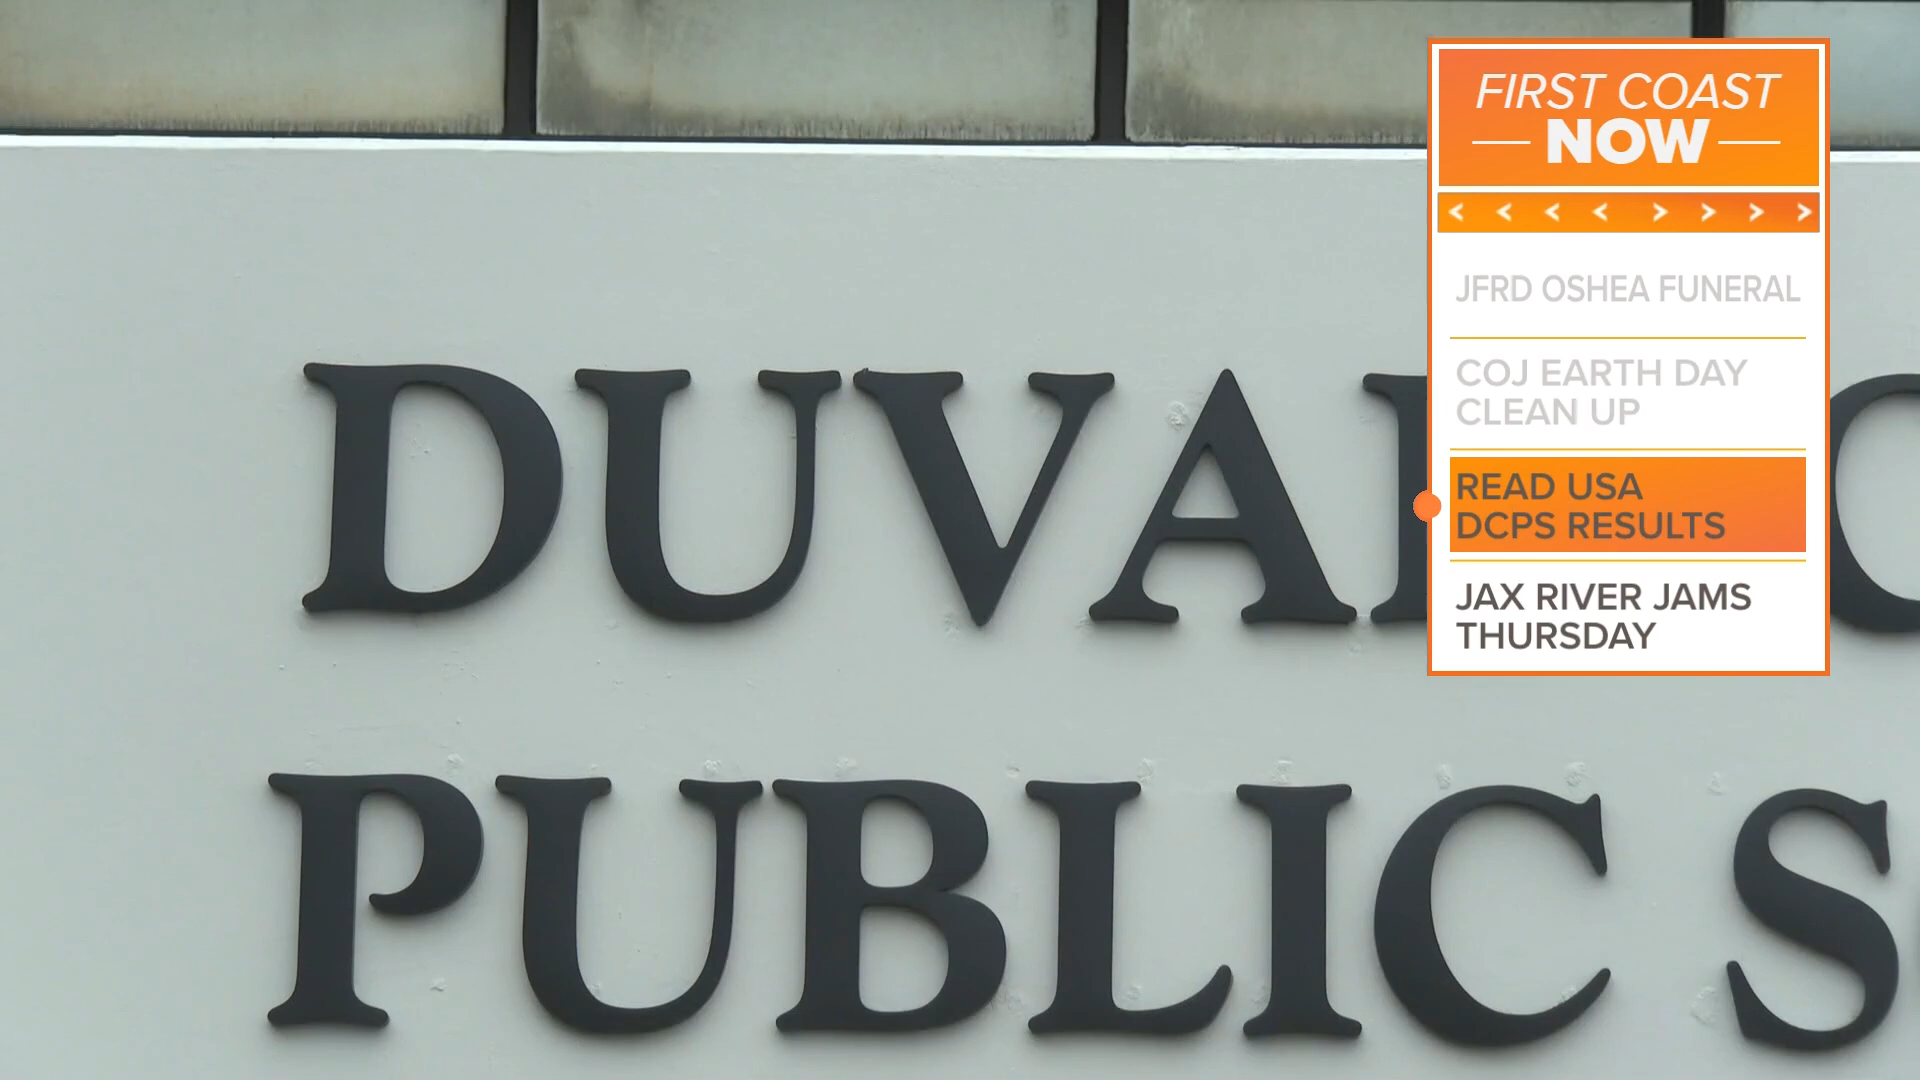 FIRST COAST
NOW
JFRD OSHEA FUNERAL
COJ EARTH DAY
CLEAN UP
READ USA
DCPS RESULTS
JAX RIVER JAMS
THURSDAY
DUVAL
PUBLIC